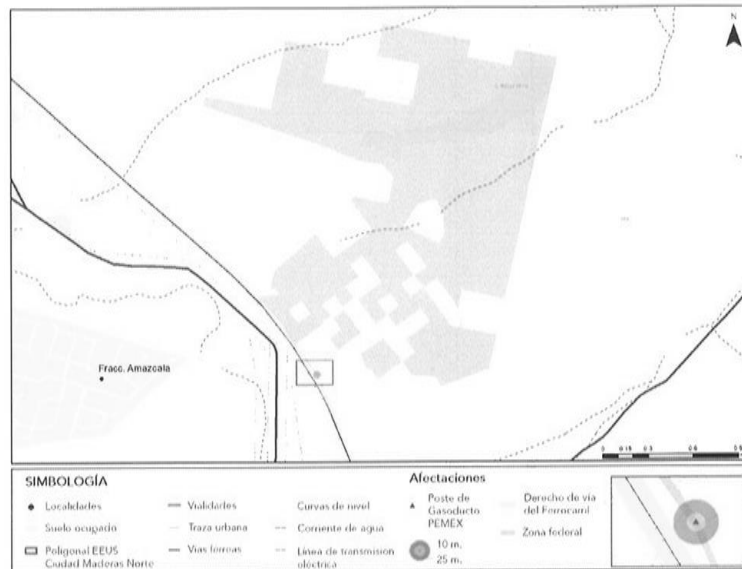 N
Fracc. Amazcala
0 0.15 0.3 0.6
SIMBOLOGÍA
Localidades
Suelo ocupado
Poligonal EEUS
Ciudad Maderas Norte
Vialidades
Traza urbana
Vías férreas
Curvas de nivel
Corriente de agua
Línea de transmisión
eléctrica
Afectaciones
Poste de
Gasoducto
PEMEX
10 m.
25 m.
Derecho de vía
del Ferrocarril
Zona federal